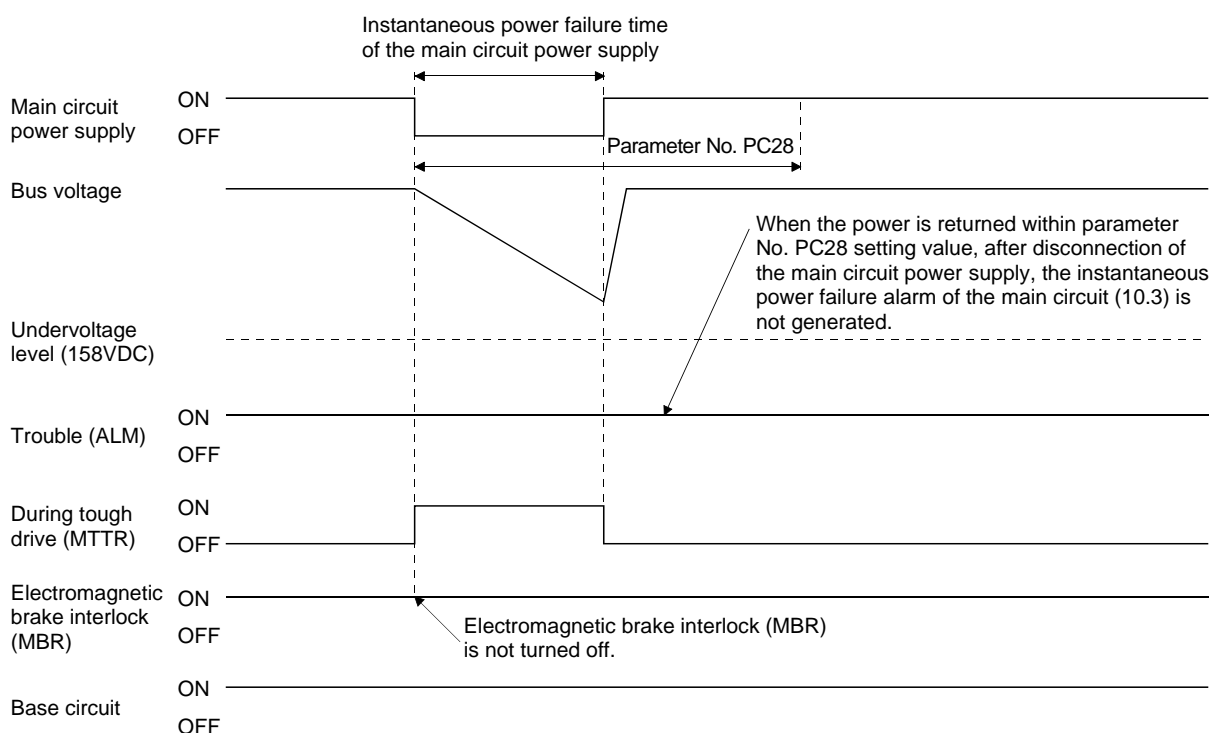 Instantaneous power failure time
of the main circuit power supply
Main circuit
power supply
ON
OFF
Parameter No. PC28
Bus voltage
When the power is returned within parameter
No. PC28 setting value, after disconnection of
the main circuit power supply, the instantaneous
power failure alarm of the main circuit (10.3) is
not generated.
Undervoltage
level (158VDC)
Trouble (ALM)
ON
OFF
During tough
drive (MTTR)
ON
OFF
Electromagnetic
brake interlock
(MBR)
ON
OFF
Electromagnetic brake interlock (MBR)
is not turned off.
Base circuit
ON
OFF